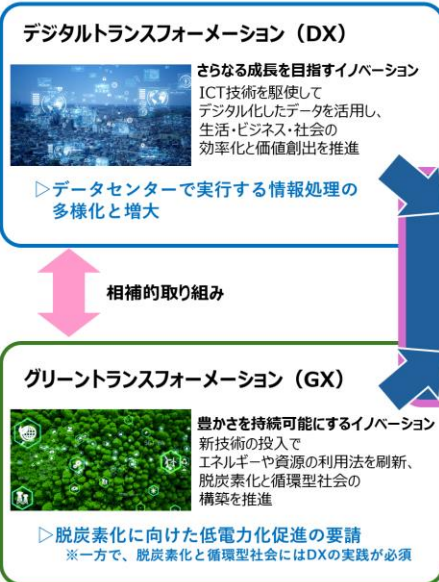 デジタルトランスフォーメーション（DX）
さらなる成長を目指すイノベーション
ICT技術を駆使して
デジタル化したデータを活用し、
生活・ビジネス・社会の
効率化と価値創出を推進
▷データセンターで実行する情報処理の
多様化と増大
相補的取り組み
グリーントランスフォーメーション（GX）
豊かさを持続可能にするイノベーション
新技術の投入で
エネルギーや資源の利用法を刷新、
脱炭素化と循環型社会の
構築を推進
▷脱炭素化に向けた低電力化促進の要請
※一方で、脱炭素化と循環型社会にはDXの実践が必須